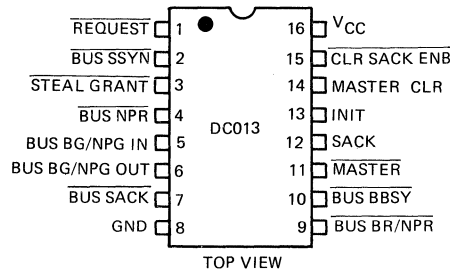 REQUEST 1 16 VCC
BUS SSYN 2 15 CLR SACK ENB
STEAL GRANT 3 14 MASTER CLR
BUS NPR 4 13 INIT
DC013
BUS BG/NPG IN 5 12 SACK
BUS BG/NPG OUT 6 11 MASTER
BUS SACK 7 10 BUS BBSY
GND 8 9 BUS BR/NPR
TOP VIEW